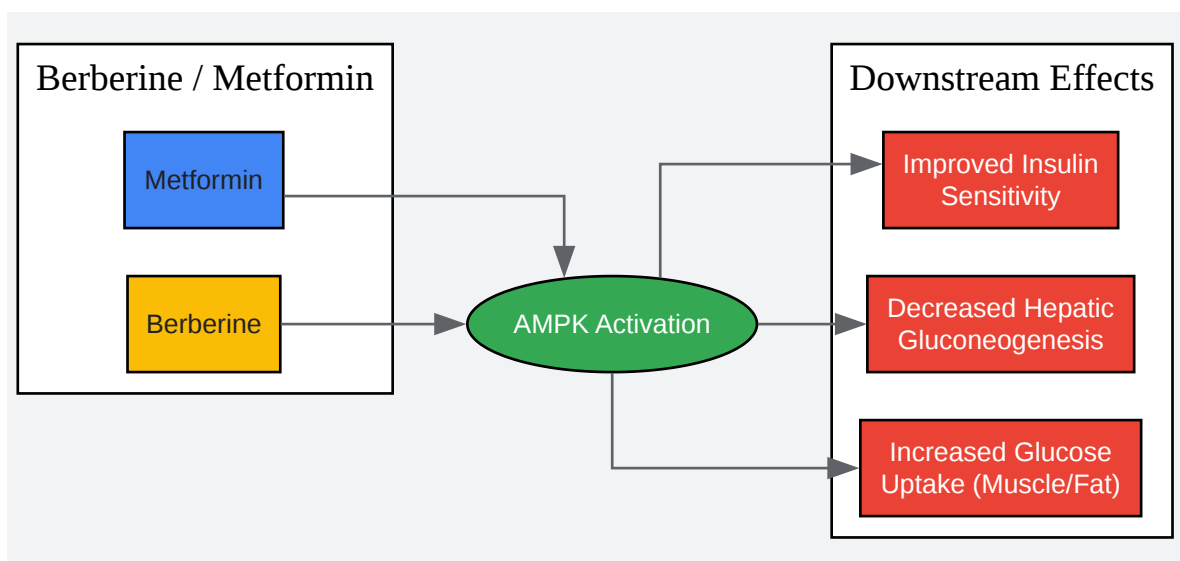 Berberine / Metformin
Metformin
Berberine
AMPK Activation
Downstream Effects
Improved Insulin
Sensitivity
Decreased Hepatic
Gluconeogenesis
Increased Glucose
Uptake (Muscle/Fat)